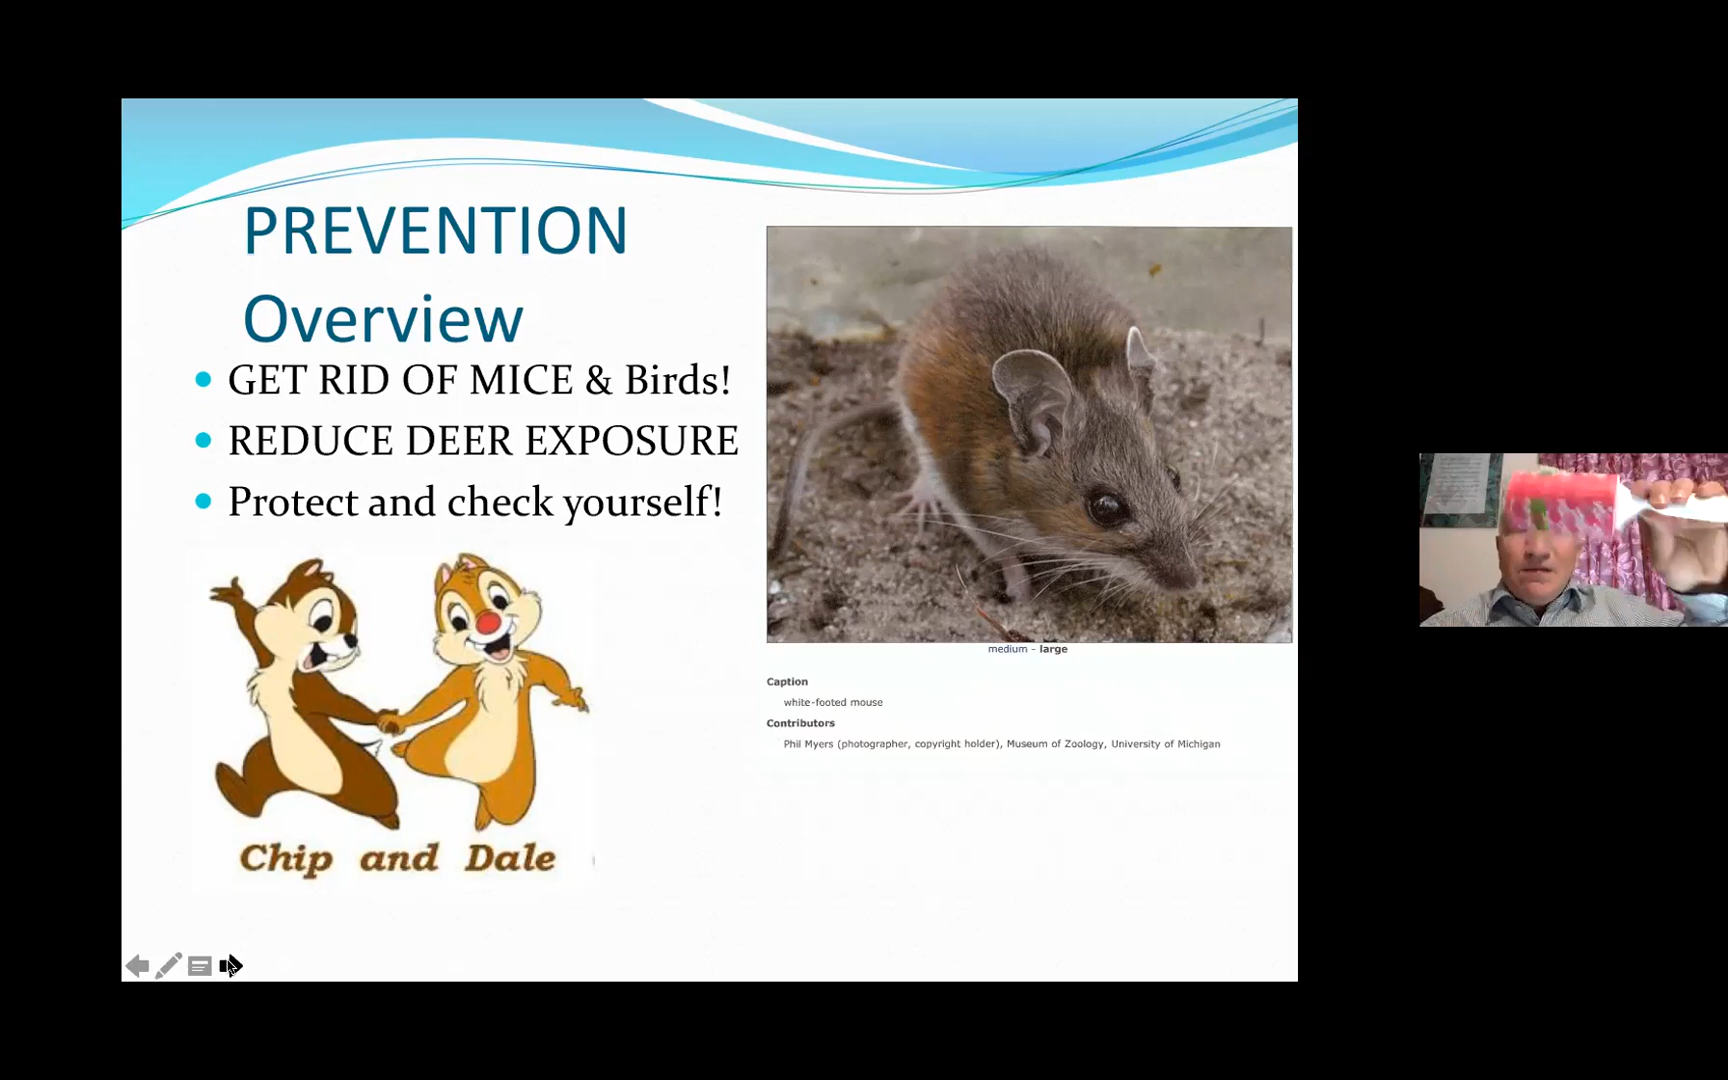 PREVENTION
Overview
GET RID OF MICE & Birds!
REDUCE DEER EXPOSURE
Protect and check yourself!
Chip and Dale
medium - large
Caption
white-footed mouse
Contributors
Phil Myers (photographer, copyright holder), Museum of Zoology, University of Michigan